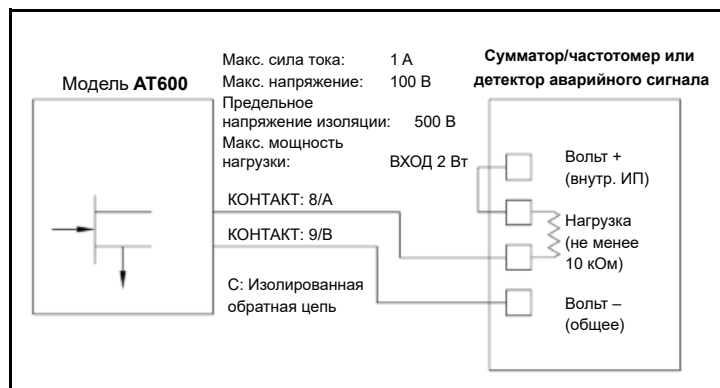 Модель AT600
Макс. сила тока: 1 А
Макс. напряжение: 100 В
Предельное
напряжение изоляции: 500 В
Макс. мощность
нагрузки: ВХОД 2 Вт
КОНТАКТ: 8/A
КОНТАКТ: 9/B
C: Изолированная
обратная цепь
Сумматор/частотомер или
детектор аварийного сигнала
Вольт +
(внутр. ИП)
Нагрузка
(не менее
10 кОм)
Вольт –
(общее)